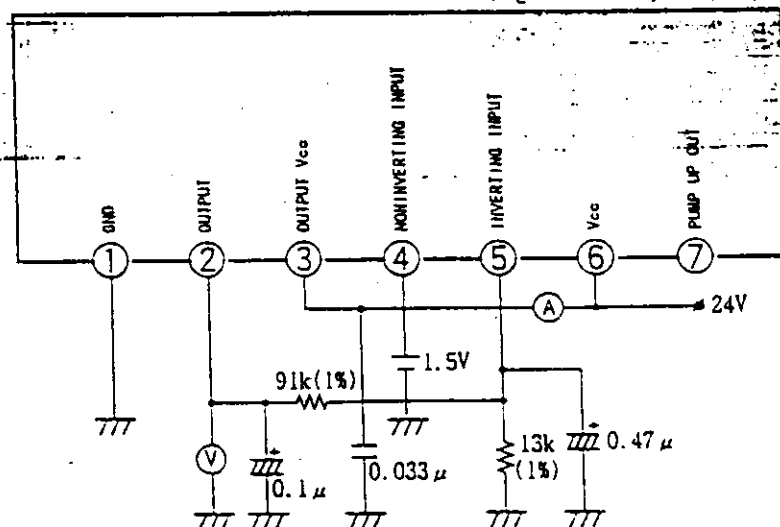 GND
OUTPUT
OUTPUT Vcc
NONINVERTING INPUT
INVERTING INPUT
Vcc
PUMP UP OUT
1
2
3
4
5
6
7
A
24V
1.5V
91k(1%)
13k
(1%)
0.47μ
V
0.1μ
0.033μ